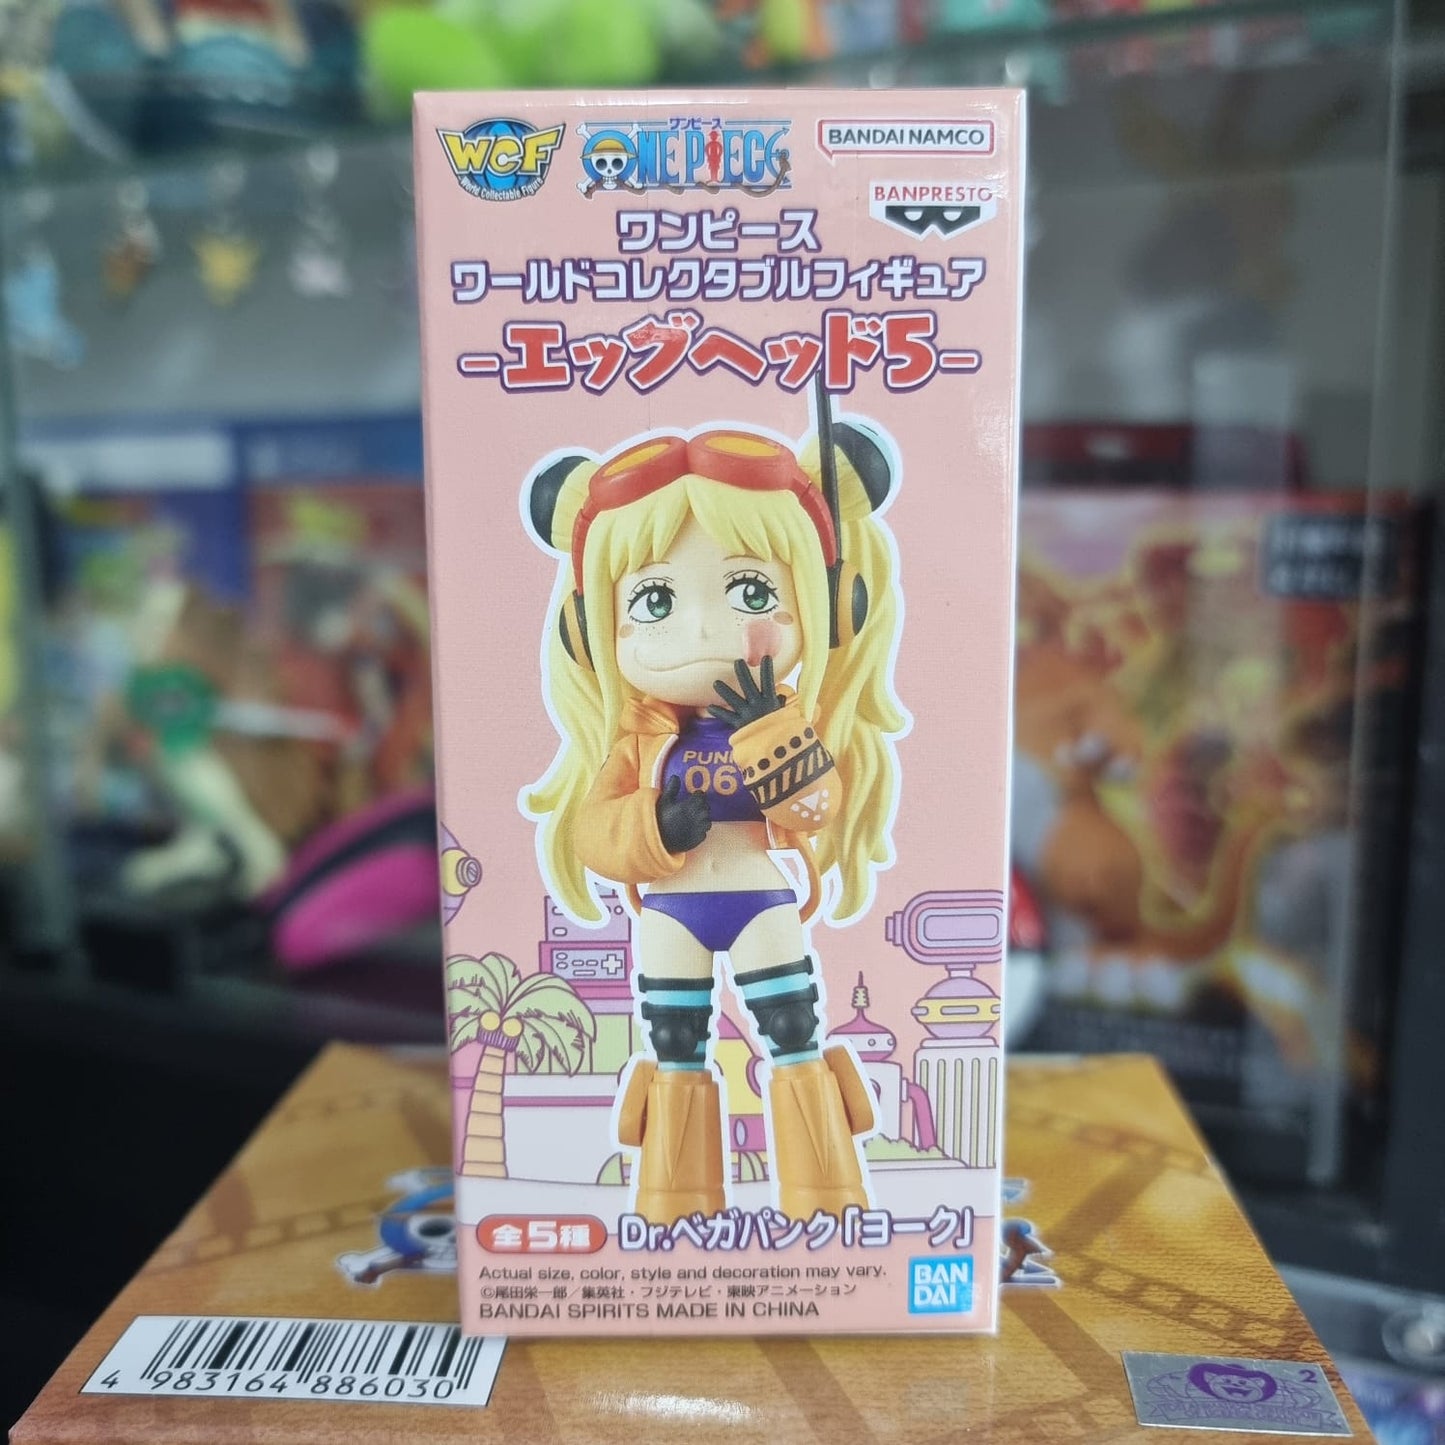 WCF
World Collectable Figure
ワンピース
ONE PIECE
BANDAI NAMCO
BANPRESTO
ワンピース
ワールドコレクタブルフィギュア
-エッグヘッド5-
PUN
06
全5種
Dr.ベガパンク「ヨーク」
Actual size, color, style and decoration may vary.
©尾田栄一郎／集英社・フジテレビ・東映アニメーション
BANDAI SPIRITS MADE IN CHINA
BAN
DAI
4 983164 886030
2